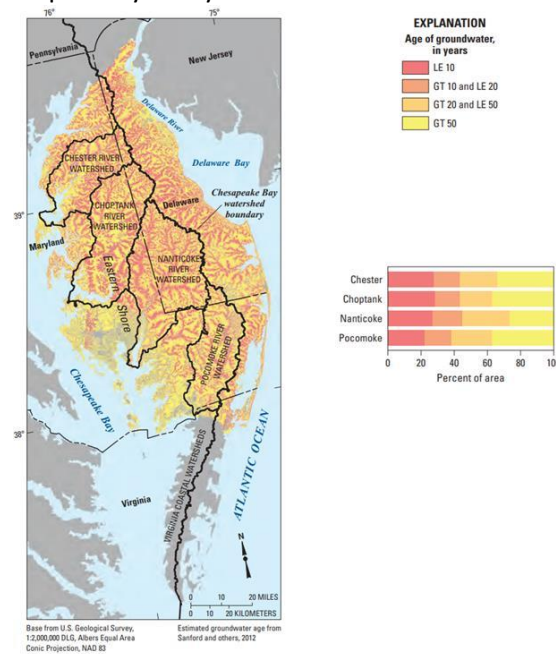 76°
75°
Pennsylvania
New Jersey
Delaware River
Delaware Bay
CHESTER RIVER
WATERSHED
CHOPTANK
RIVER
WATERSHED
Delaware
Chesapeake Bay
watershed
boundary
39°
Maryland
NANTICOKE
RIVER
WATERSHED
Eastern Shore
POCOMOKE RIVER
WATERSHED
Chesapeake Bay
38°
ATLANTIC OCEAN
VIRGINIA COASTAL WATERSHEDS
Virginia
N
0 10 20 MILES
0 10 20 KILOMETERS
Base from U.S. Geological Survey,
1:2,000,000 DLG, Albers Equal Area
Conic Projection, NAD 83
Estimated groundwater age from
Sanford and others, 2012
EXPLANATION
Age of groundwater,
in years
LE 10
GT 10 and LE 20
GT 20 and LE 50
GT 50
Chester
Choptank
Nanticoke
Pocomoke
0 20 40 60 80 10
Percent of area